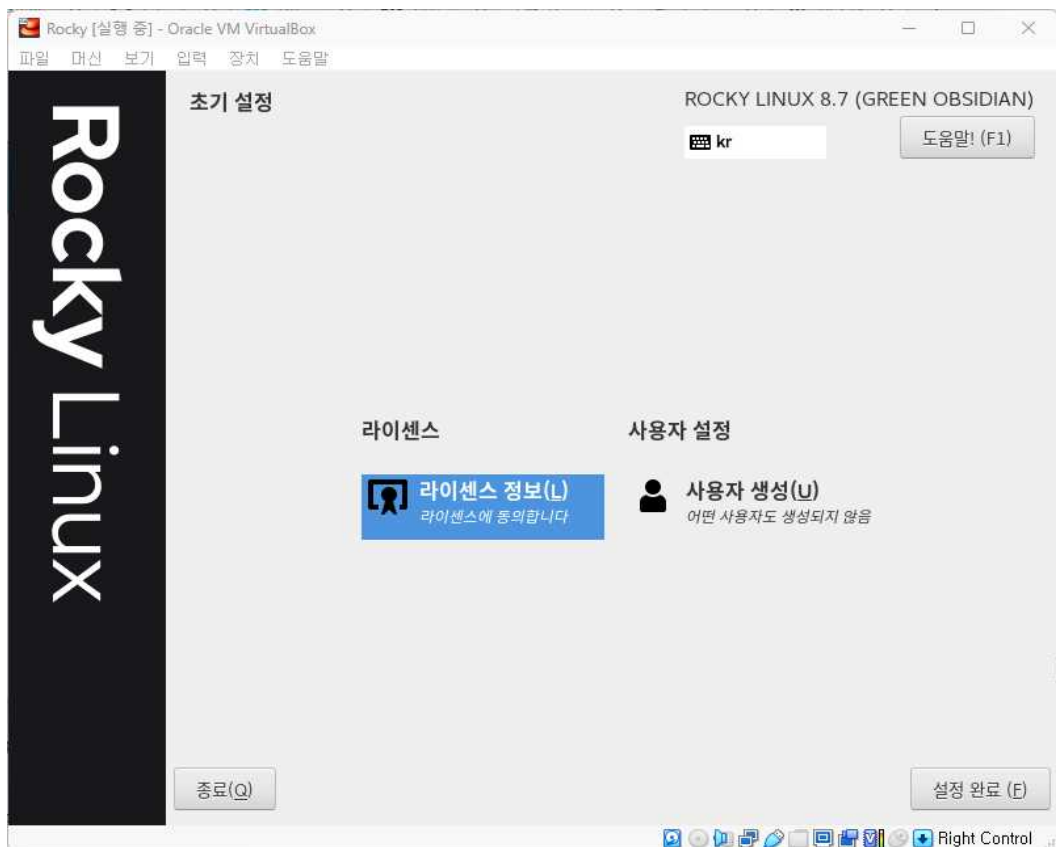 Rocky [실행 중] - Oracle VM VirtualBox
파일 머신 보기 입력 장치 도움말
Rocky Linux
초기 설정
ROCKY LINUX 8.7 (GREEN OBSIDIAN)
kr
도움말! (F1)
라이센스
사용자 설정
라이센스 정보(L)
라이센스에 동의합니다
사용자 생성(U)
어떤 사용자도 생성되지 않음
종료(Q)
설정 완료 (F)
Right Control